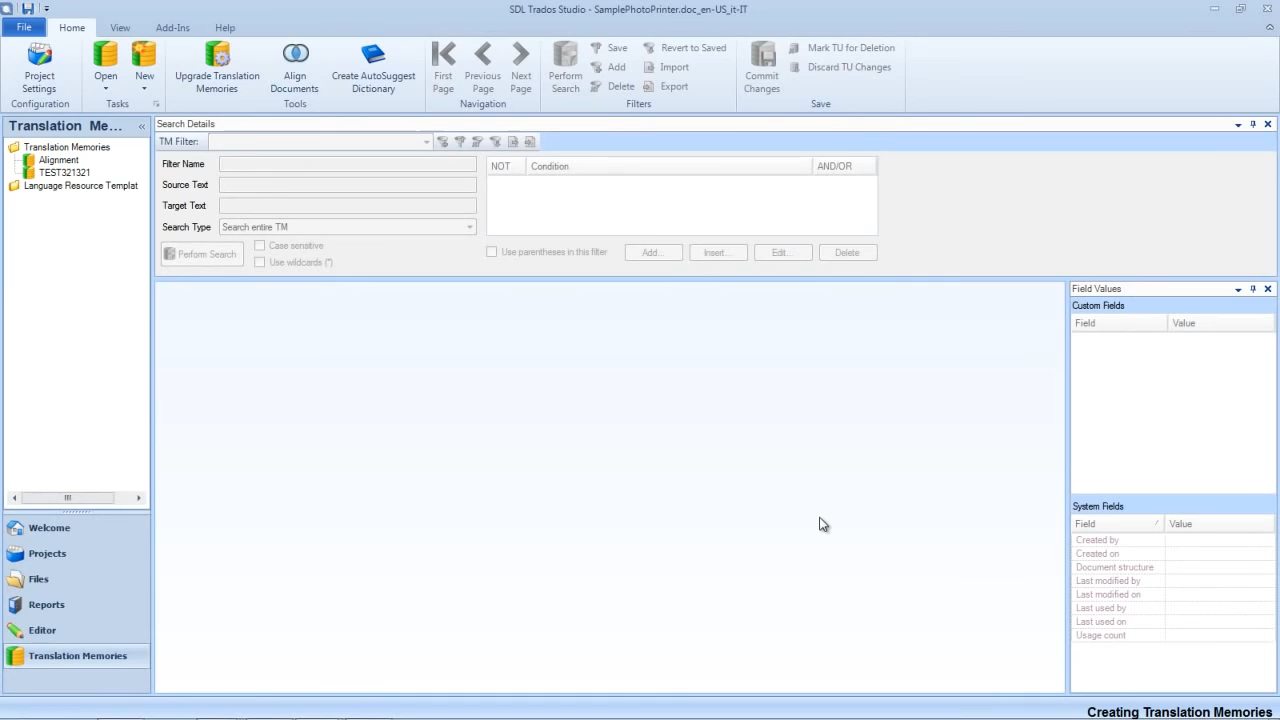 SDL Trados Studio - SamplePhotoPrinter.doc_en-US_it-IT
File Home View Add-Ins Help
Project Settings
Open
New
Upgrade Translation Memories
Align Documents
Create AutoSuggest Dictionary
First Page
Previous Page
Next Page
Perform Search
Save
Add
Delete
Revert to Saved
Import
Export
Commit Changes
Mark TU for Deletion
Discard TU Changes
Configuration Tasks Tools Navigation Filters Save
Translation Me...
Translation Memories
Alignment
TEST321321
Language Resource Templat
Welcome
Projects
Files
Reports
Editor
Translation Memories
Search Details
TM Filter:
Filter Name
Source Text
Target Text
Search Type Search entire TM
Perform Search
Case sensitive
Use wildcards (*)
NOT Condition AND/OR
Use parentheses in this filter Add... Insert... Edit... Delete
Field Values
Custom Fields
Field Value
System Fields
Field Value
Created by
Created on
Document structure
Last modified by
Last modified on
Last used by
Last used on
Usage count
Creating Translation Memories